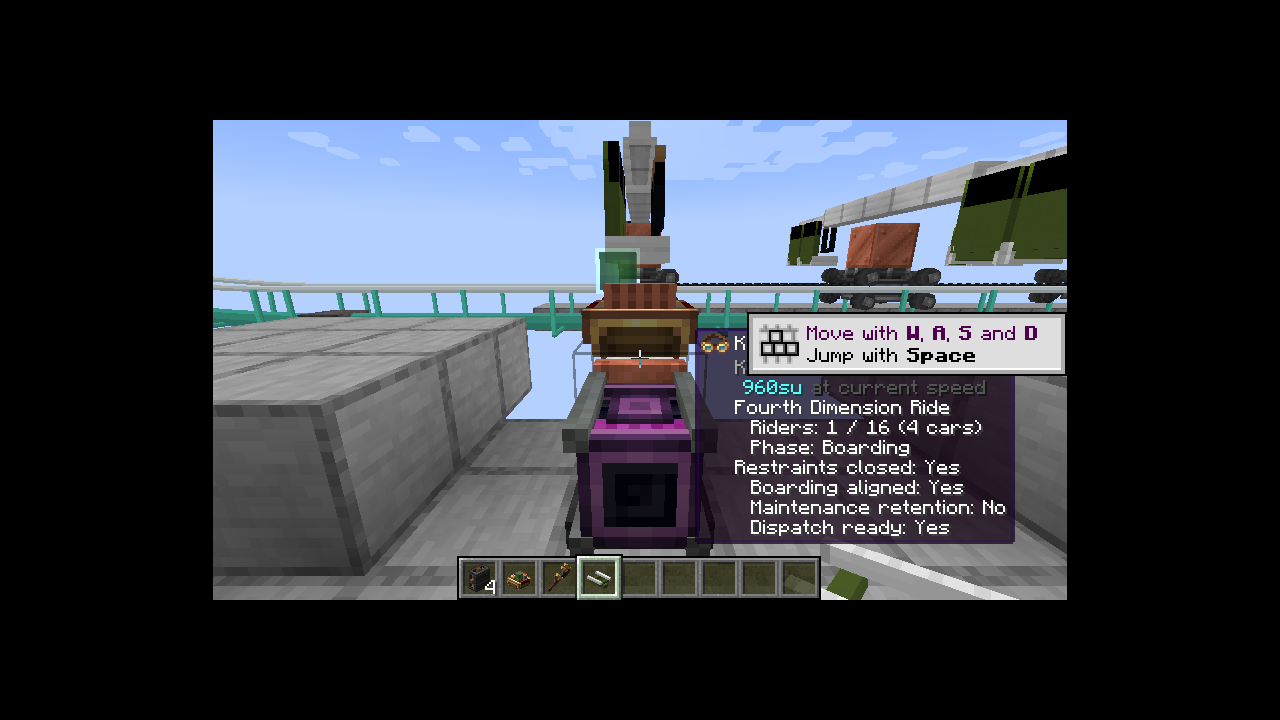 Move with W, A, S and D
Jump with Space
K
K
960su at current speed
Fourth Dimension Ride
Riders: 1 / 16 (4 cars)
Phase: Boarding
Restraints closed: Yes
Boarding aligned: Yes
Maintenance retention: No
Dispatch ready: Yes
4